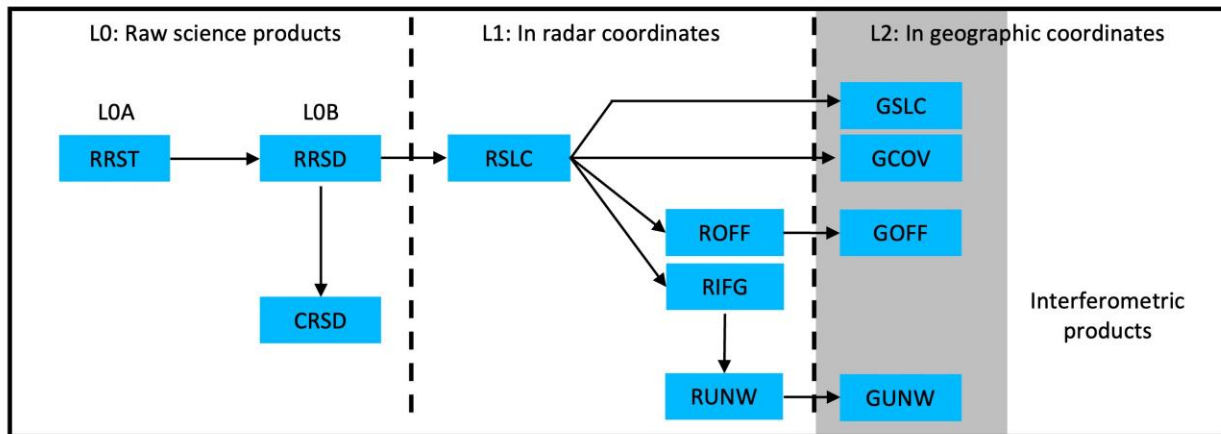 L0: Raw science products
L1: In radar coordinates
L2: In geographic coordinates
L0A
L0B
RRST
RRSD
CRSD
RSLC
ROFF
RIFG
RUNW
GSLC
GCOV
GOFF
GUNW
Interferometric
products